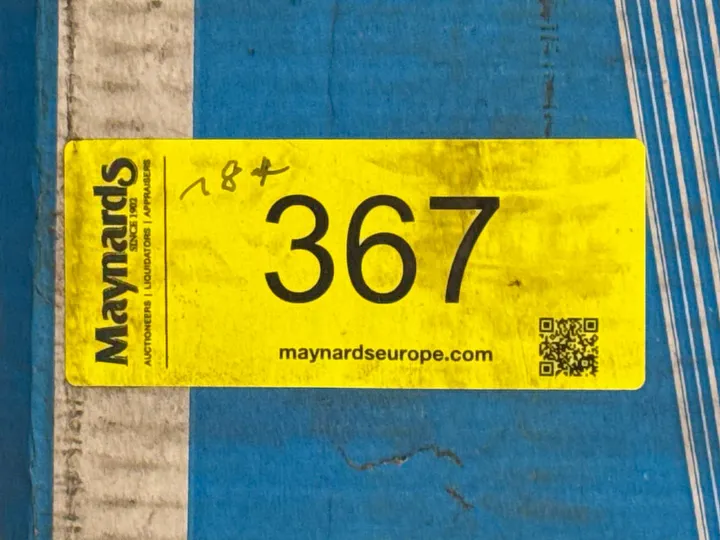 Maynards
SINCE 1902
AUCTIONEERS | LIQUIDATORS | APPRAISERS
367
maynardseurope.com